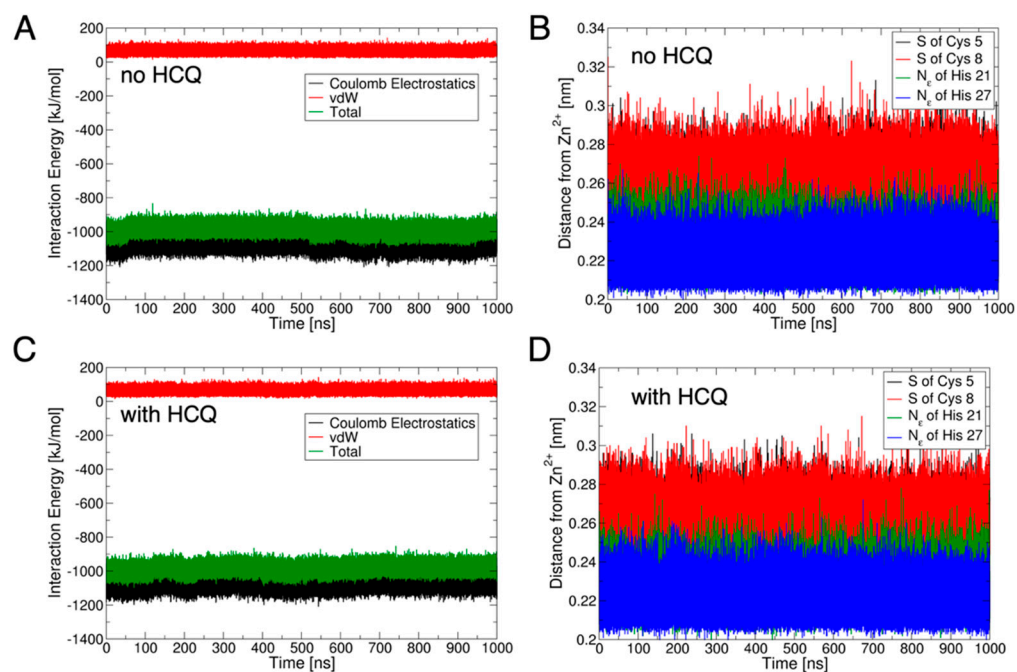 A
200
0
-200
-400
-600
-800
-1000
-1200
-1400
Interaction Energy [kJ/mol]
no HCQ
Coulomb Electrostatics
vdW
Total
0 100 200 300 400 500 600 700 800 900 1000
Time [ns]
B
0.34
0.32
0.3
0.28
0.26
0.24
0.22
0.2
Distance from Zn²⁺ [nm]
no HCQ
S of Cys 5
S of Cys 8
Nε of His 21
Nε of His 27
0 100 200 300 400 500 600 700 800 900 1000
Time [ns]
C
200
0
-200
-400
-600
-800
-1000
-1200
-1400
Interaction Energy [kJ/mol]
with HCQ
Coulomb Electrostatics
vdW
Total
0 100 200 300 400 500 600 700 800 900 1000
Time [ns]
D
0.34
0.32
0.3
0.28
0.26
0.24
0.22
0.2
Distance from Zn²⁺ [nm]
with HCQ
S of Cys 5
S of Cys 8
Nε of His 21
Nε of His 27
0 100 200 300 400 500 600 700 800 900 1000
Time [ns]